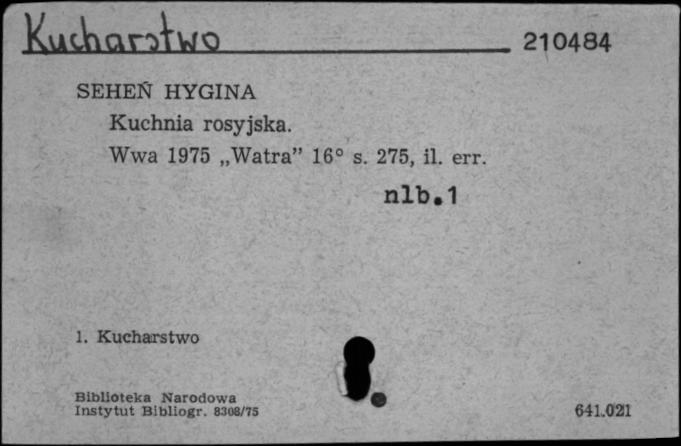 Kucharstwo 210484
SEHEŃ HYGINA
Kuchnia rosyjska.
Wwa 1975 „Watra” 16° s. 275, il. err.
nlb.1
1. Kucharstwo
Biblioteka Narodowa
Instytut Bibliogr. 8308/75
641.021